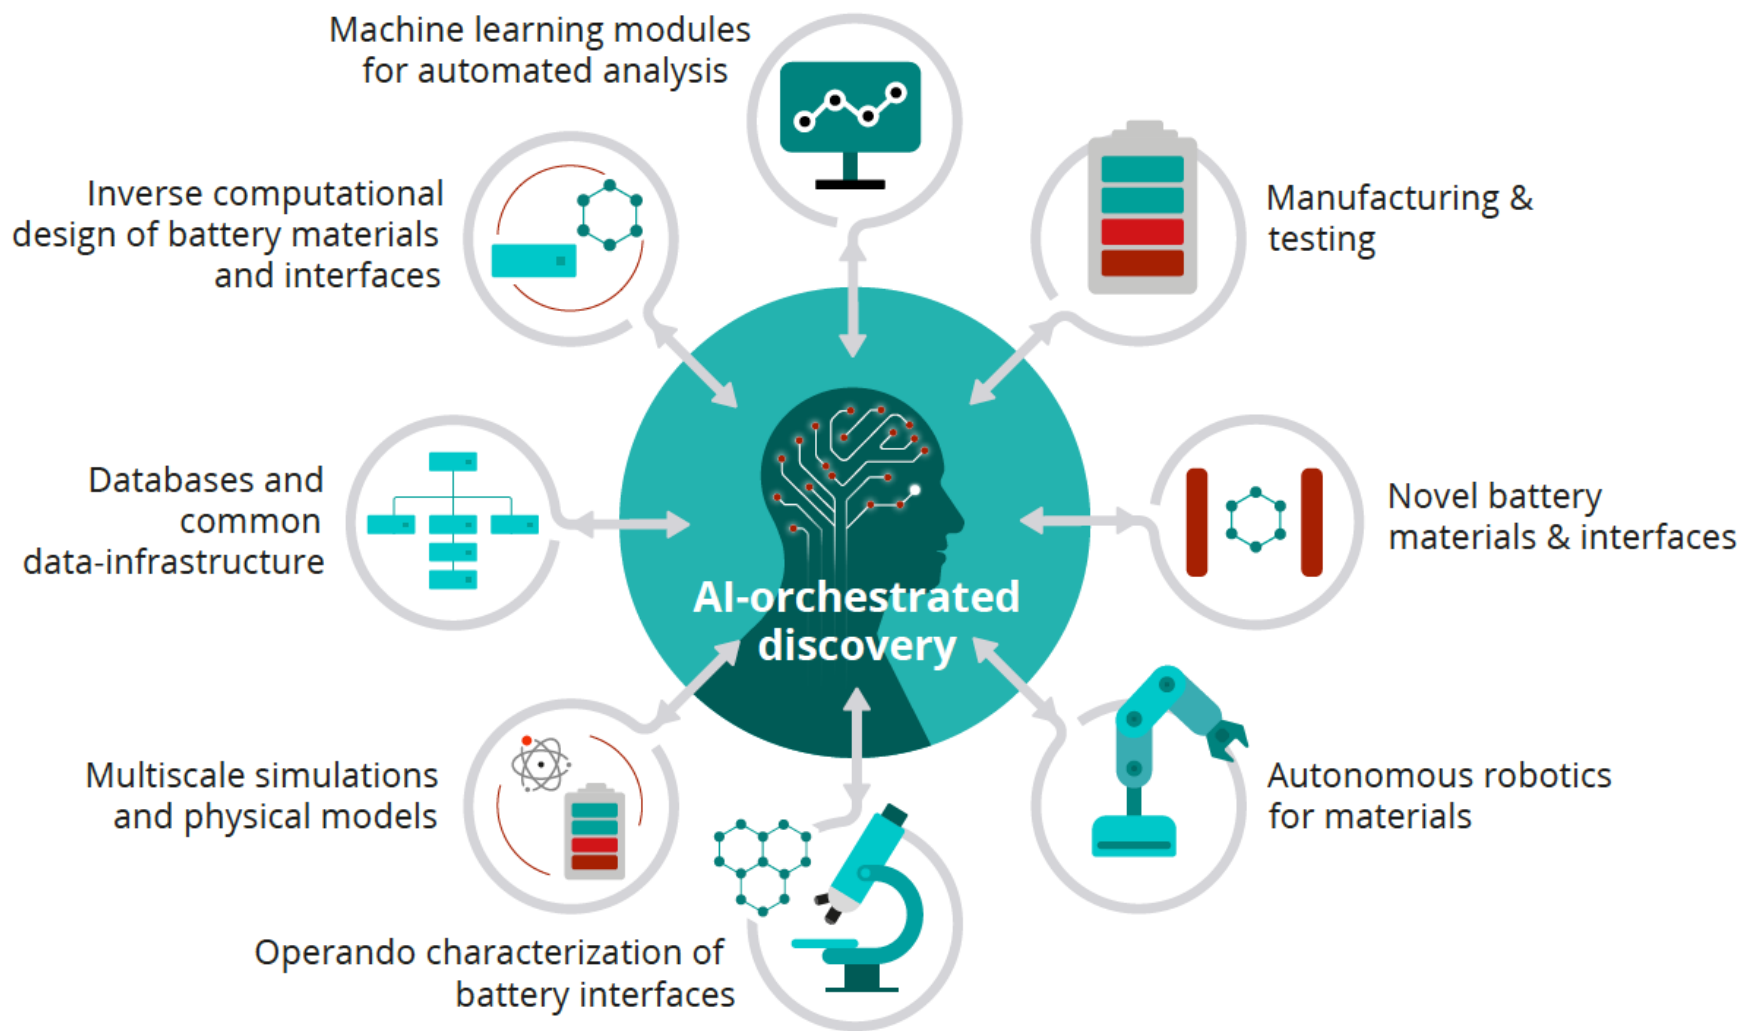 Machine learning modules
for automated analysis
Inverse computational
design of battery materials
and interfaces
Manufacturing &
testing
Databases and
common
data-infrastructure
Novel battery
materials & interfaces
AI-orchestrated
discovery
Multiscale simulations
and physical models
Autonomous robotics
for materials
Operando characterization of
battery interfaces